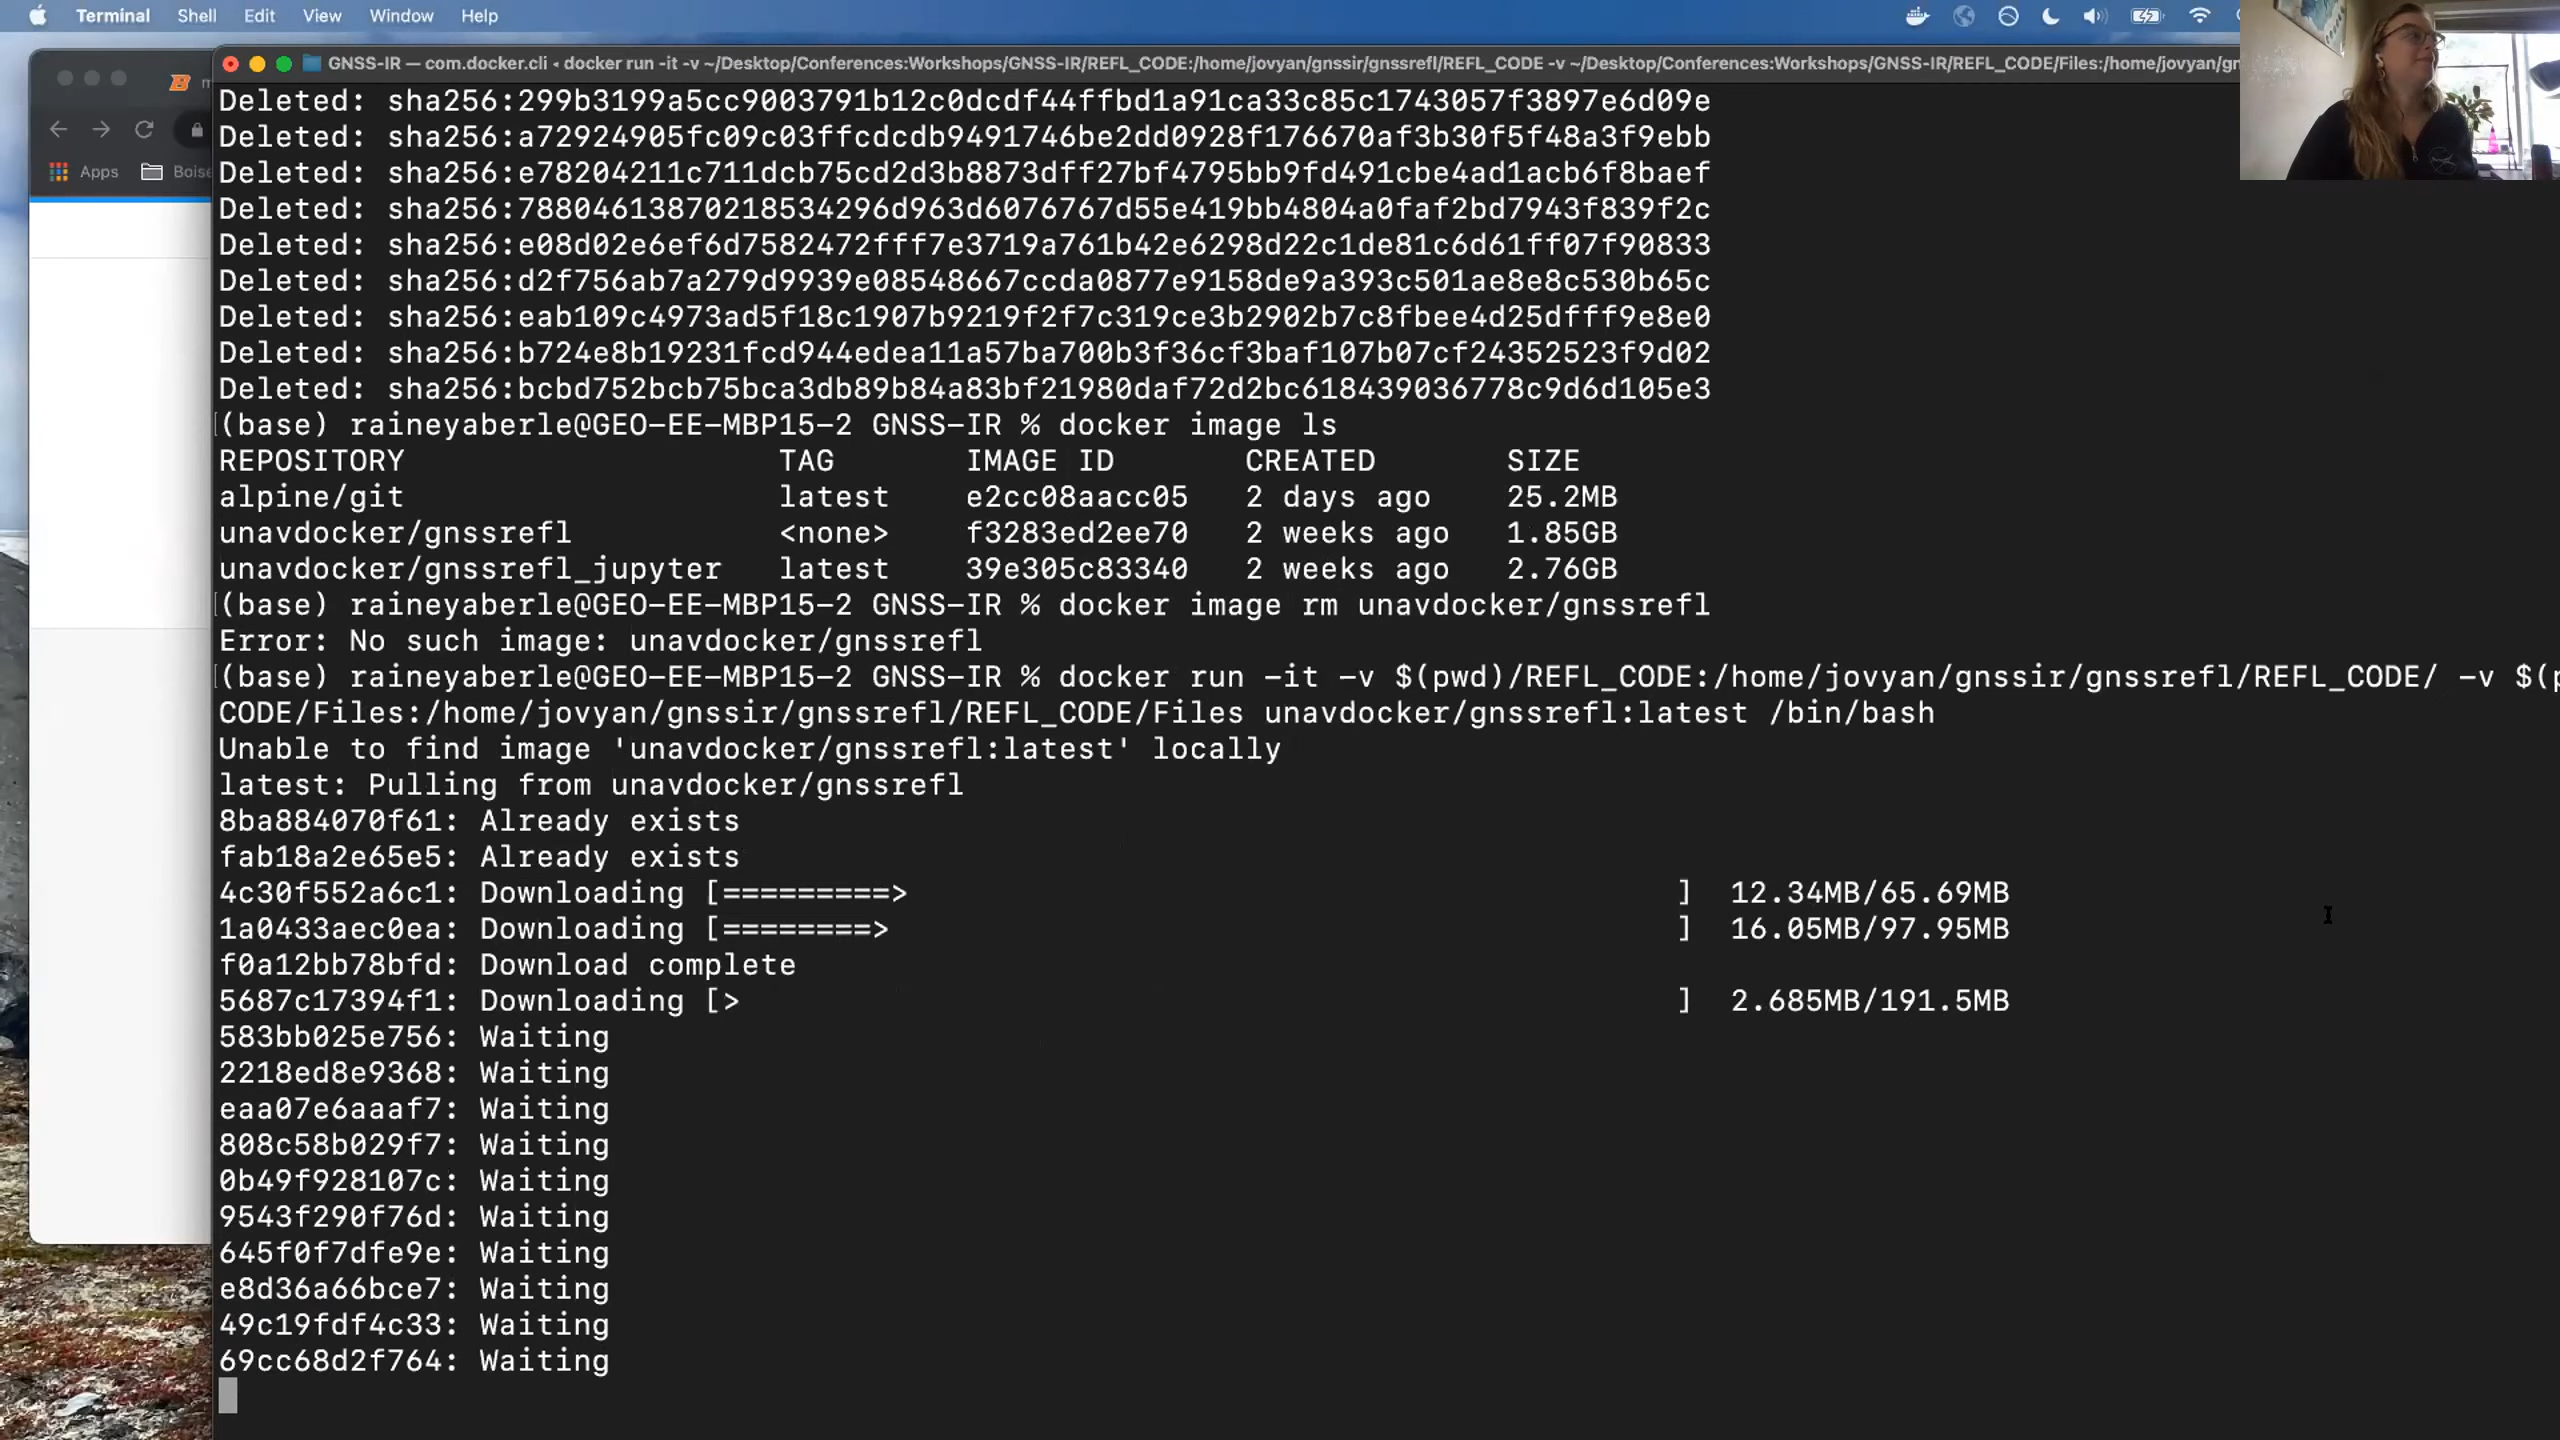 Terminal Shell Edit View Window Help
GNSS-IR — com.docker.cli ◂ docker run -it -v ~/Desktop/Conferences:Workshops/GNSS-IR/REFL_CODE:/home/jovyan/gnssir/gnssrefl/REFL_CODE -v ~/Desktop/Conferences:Workshops/GNSS-IR/REFL_CODE/Files:/home/jovyan/gn
Apps Boise
Deleted: sha256:299b3199a5cc9003791b12c0dcdf44ffbd1a91ca33c85c1743057f3897e6d09e
Deleted: sha256:a72924905fc09c03ffcdcdb9491746be2dd0928f176670af3b30f5f48a3f9ebb
Deleted: sha256:e78204211c711dcb75cd2d3b8873dff27bf4795bb9fd491cbe4ad1acb6f8baef
Deleted: sha256:78804613870218534296d963d6076767d55e419bb4804a0faf2bd7943f839f2c
Deleted: sha256:e08d02e6ef6d7582472fff7e3719a761b42e6298d22c1de81c6d61ff07f90833
Deleted: sha256:d2f756ab7a279d9939e08548667ccda0877e9158de9a393c501ae8e8c530b65c
Deleted: sha256:eab109c4973ad5f18c1907b9219f2f7c319ce3b2902b7c8fbee4d25dfff9e8e0
Deleted: sha256:b724e8b19231fcd944edea11a57ba700b3f36cf3baf107b07cf24352523f9d02
Deleted: sha256:bcbd752bcb75bca3db89b84a83bf21980daf72d2bc618439036778c9d6d105e3
[(base) raineyaberle@GEO-EE-MBP15-2 GNSS-IR % docker image ls
REPOSITORY TAG IMAGE ID CREATED SIZE
alpine/git latest e2cc08aacc05 2 days ago 25.2MB
unavdocker/gnssrefl <none> f3283ed2ee70 2 weeks ago 1.85GB
unavdocker/gnssrefl_jupyter latest 39e305c83340 2 weeks ago 2.76GB
[(base) raineyaberle@GEO-EE-MBP15-2 GNSS-IR % docker image rm unavdocker/gnssrefl
Error: No such image: unavdocker/gnssrefl
[(base) raineyaberle@GEO-EE-MBP15-2 GNSS-IR % docker run -it -v $(pwd)/REFL_CODE:/home/jovyan/gnssir/gnssrefl/REFL_CODE/ -v $(p
CODE/Files:/home/jovyan/gnssir/gnssrefl/REFL_CODE/Files unavdocker/gnssrefl:latest /bin/bash
Unable to find image 'unavdocker/gnssrefl:latest' locally
latest: Pulling from unavdocker/gnssrefl
8ba884070f61: Already exists
fab18a2e65e5: Already exists
4c30f552a6c1: Downloading [=========> ] 12.34MB/65.69MB
1a0433aec0ea: Downloading [========> ] 16.05MB/97.95MB
f0a12bb78bfd: Download complete
5687c17394f1: Downloading [> ] 2.685MB/191.5MB
583bb025e756: Waiting
2218ed8e9368: Waiting
eaa07e6aaaf7: Waiting
808c58b029f7: Waiting
0b49f928107c: Waiting
9543f290f76d: Waiting
645f0f7dfe9e: Waiting
e8d36a66bce7: Waiting
49c19fdf4c33: Waiting
69cc68d2f764: Waiting